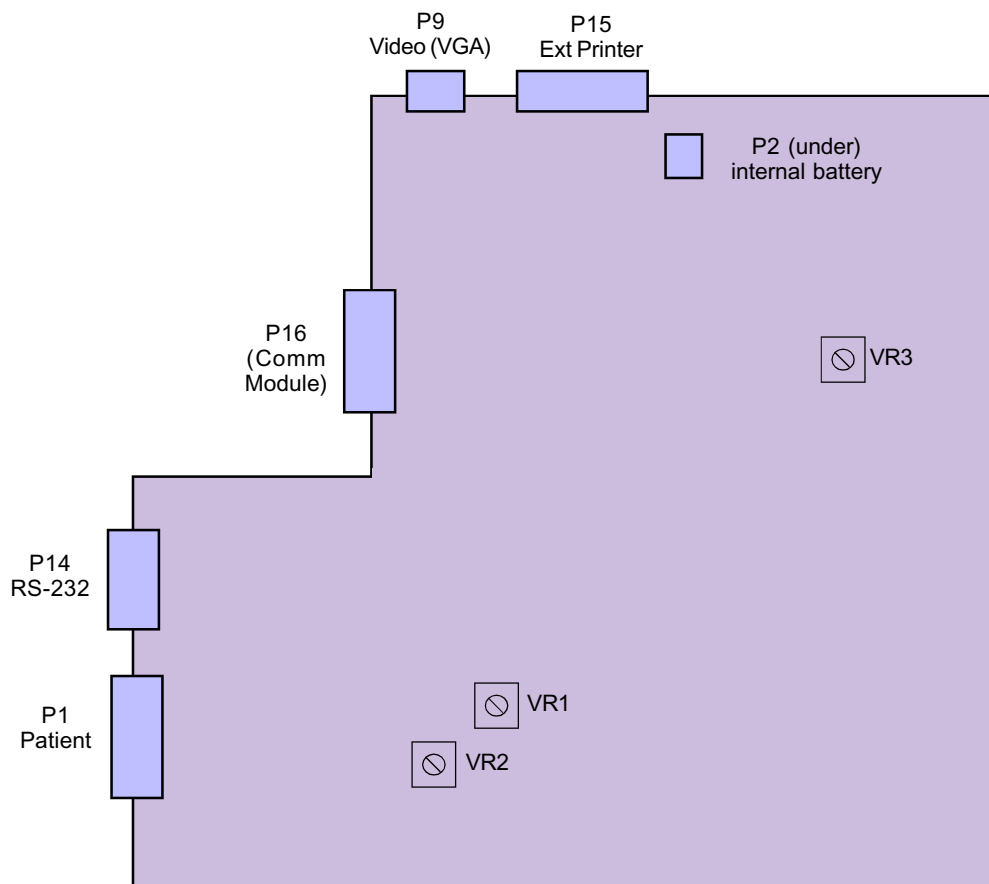 P9
Video (VGA)
P15
Ext Printer
P2 (under)
internal battery
P16
(Comm
Module)
VR3
P14
RS-232
P1
Patient
VR1
VR2